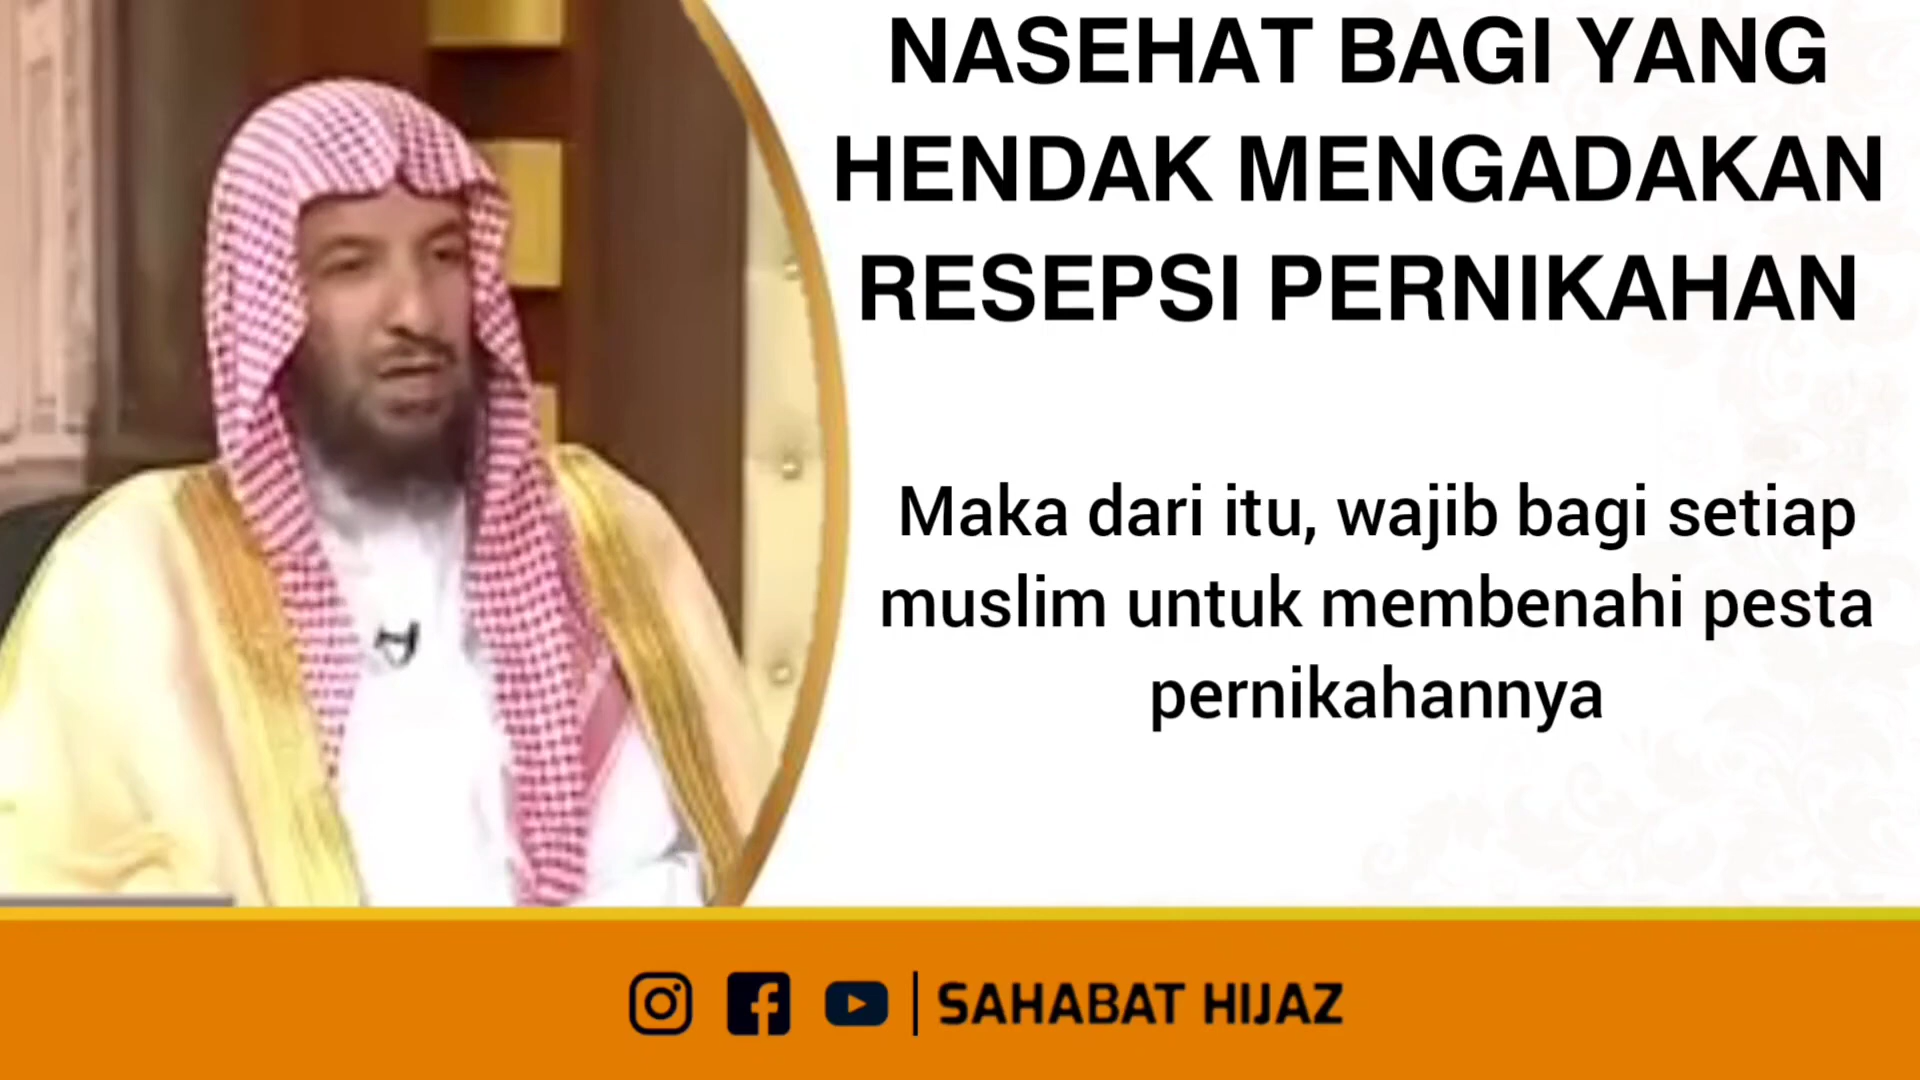 NASEHAT BAGI YANG
HENDAK MENGADAKAN
RESEPSI PERNIKAHAN
Maka dari itu, wajib bagi setiap
muslim untuk membenahi pesta
pernikahannya
SAHABAT HIJAZ